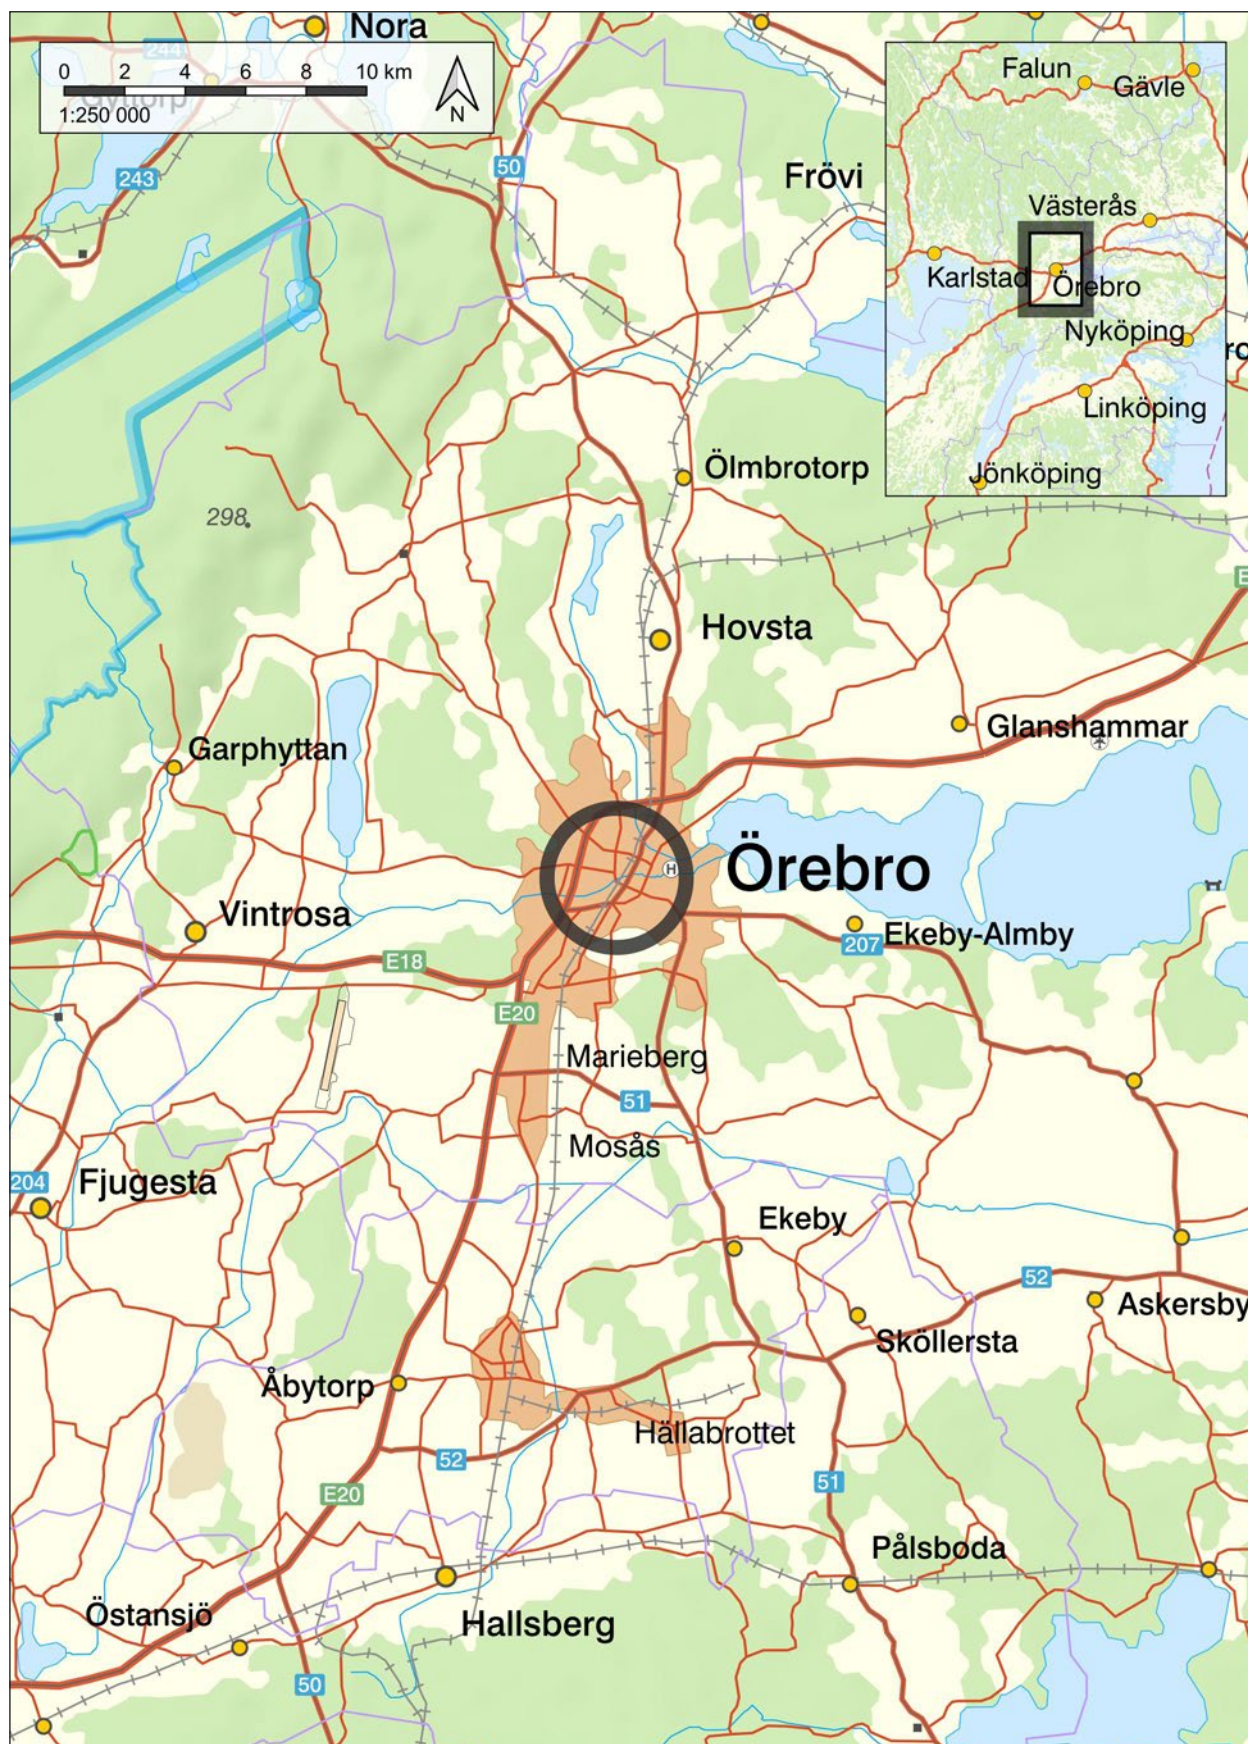 Nora
244
0 2 4 6 8 10 km
Gyttorp
1:250 000
N
Falun
Gävle
50
243
Frövi
Västerås
Karlstad
Örebro
Nyköping
Linköping
Jönköping
Ölmbrotorp
298
Hovsta
Glanshammar
Garphyttan
Örebro
H
Vintrosa
Ekeby-Almby
207
E18
E20
Marieberg
51
Mosås
204
Fjugesta
Ekeby
52
Askersby
Sköllersta
Åbytorp
Hällabrottet
52
51
E20
Pålsboda
Östansjö
Hallsberg
50